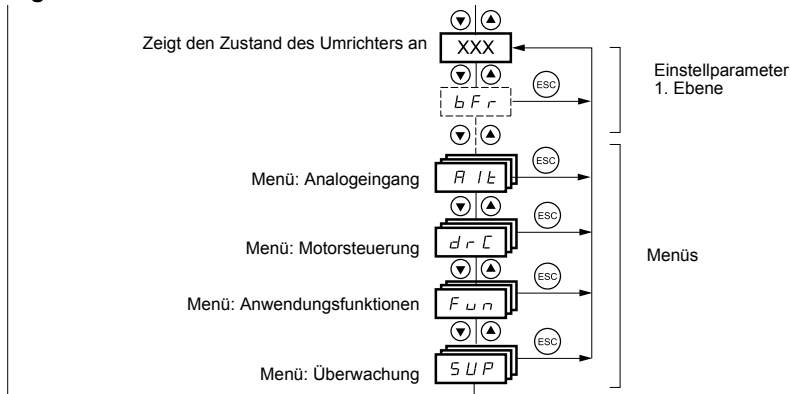 Zeigt den Zustand des Umrichters an
XXX
ESC
bFr
Einstellparameter
1. Ebene
ESC
Menü: Analogeingang
AIt
ESC
Menü: Motorsteuerung
drC
Menüs
ESC
Menü: Anwendungsfunktionen
Fun
ESC
Menü: Überwachung
SUP